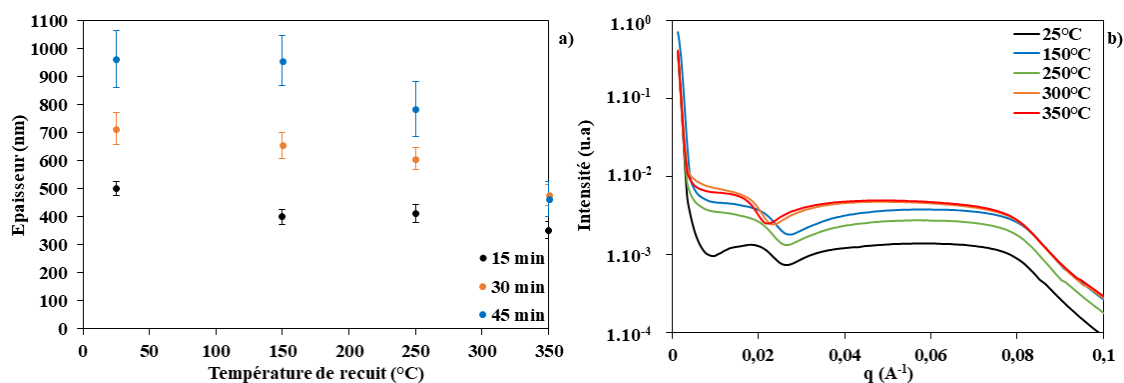 1100
1000
900
800
700
600
500
400
300
200
100
0
Epaisseur (nm)
0 50 100 150 200 250 300 350
Température de recuit (°C)
a)
15 min
30 min
45 min
1.10⁰
1.10⁻¹
1.10⁻²
1.10⁻³
1.10⁻⁴
Intensité (u.a)
0 0,02 0,04 0,06 0,08 0,1
q (A⁻¹)
b)
25°C
150°C
250°C
300°C
350°C